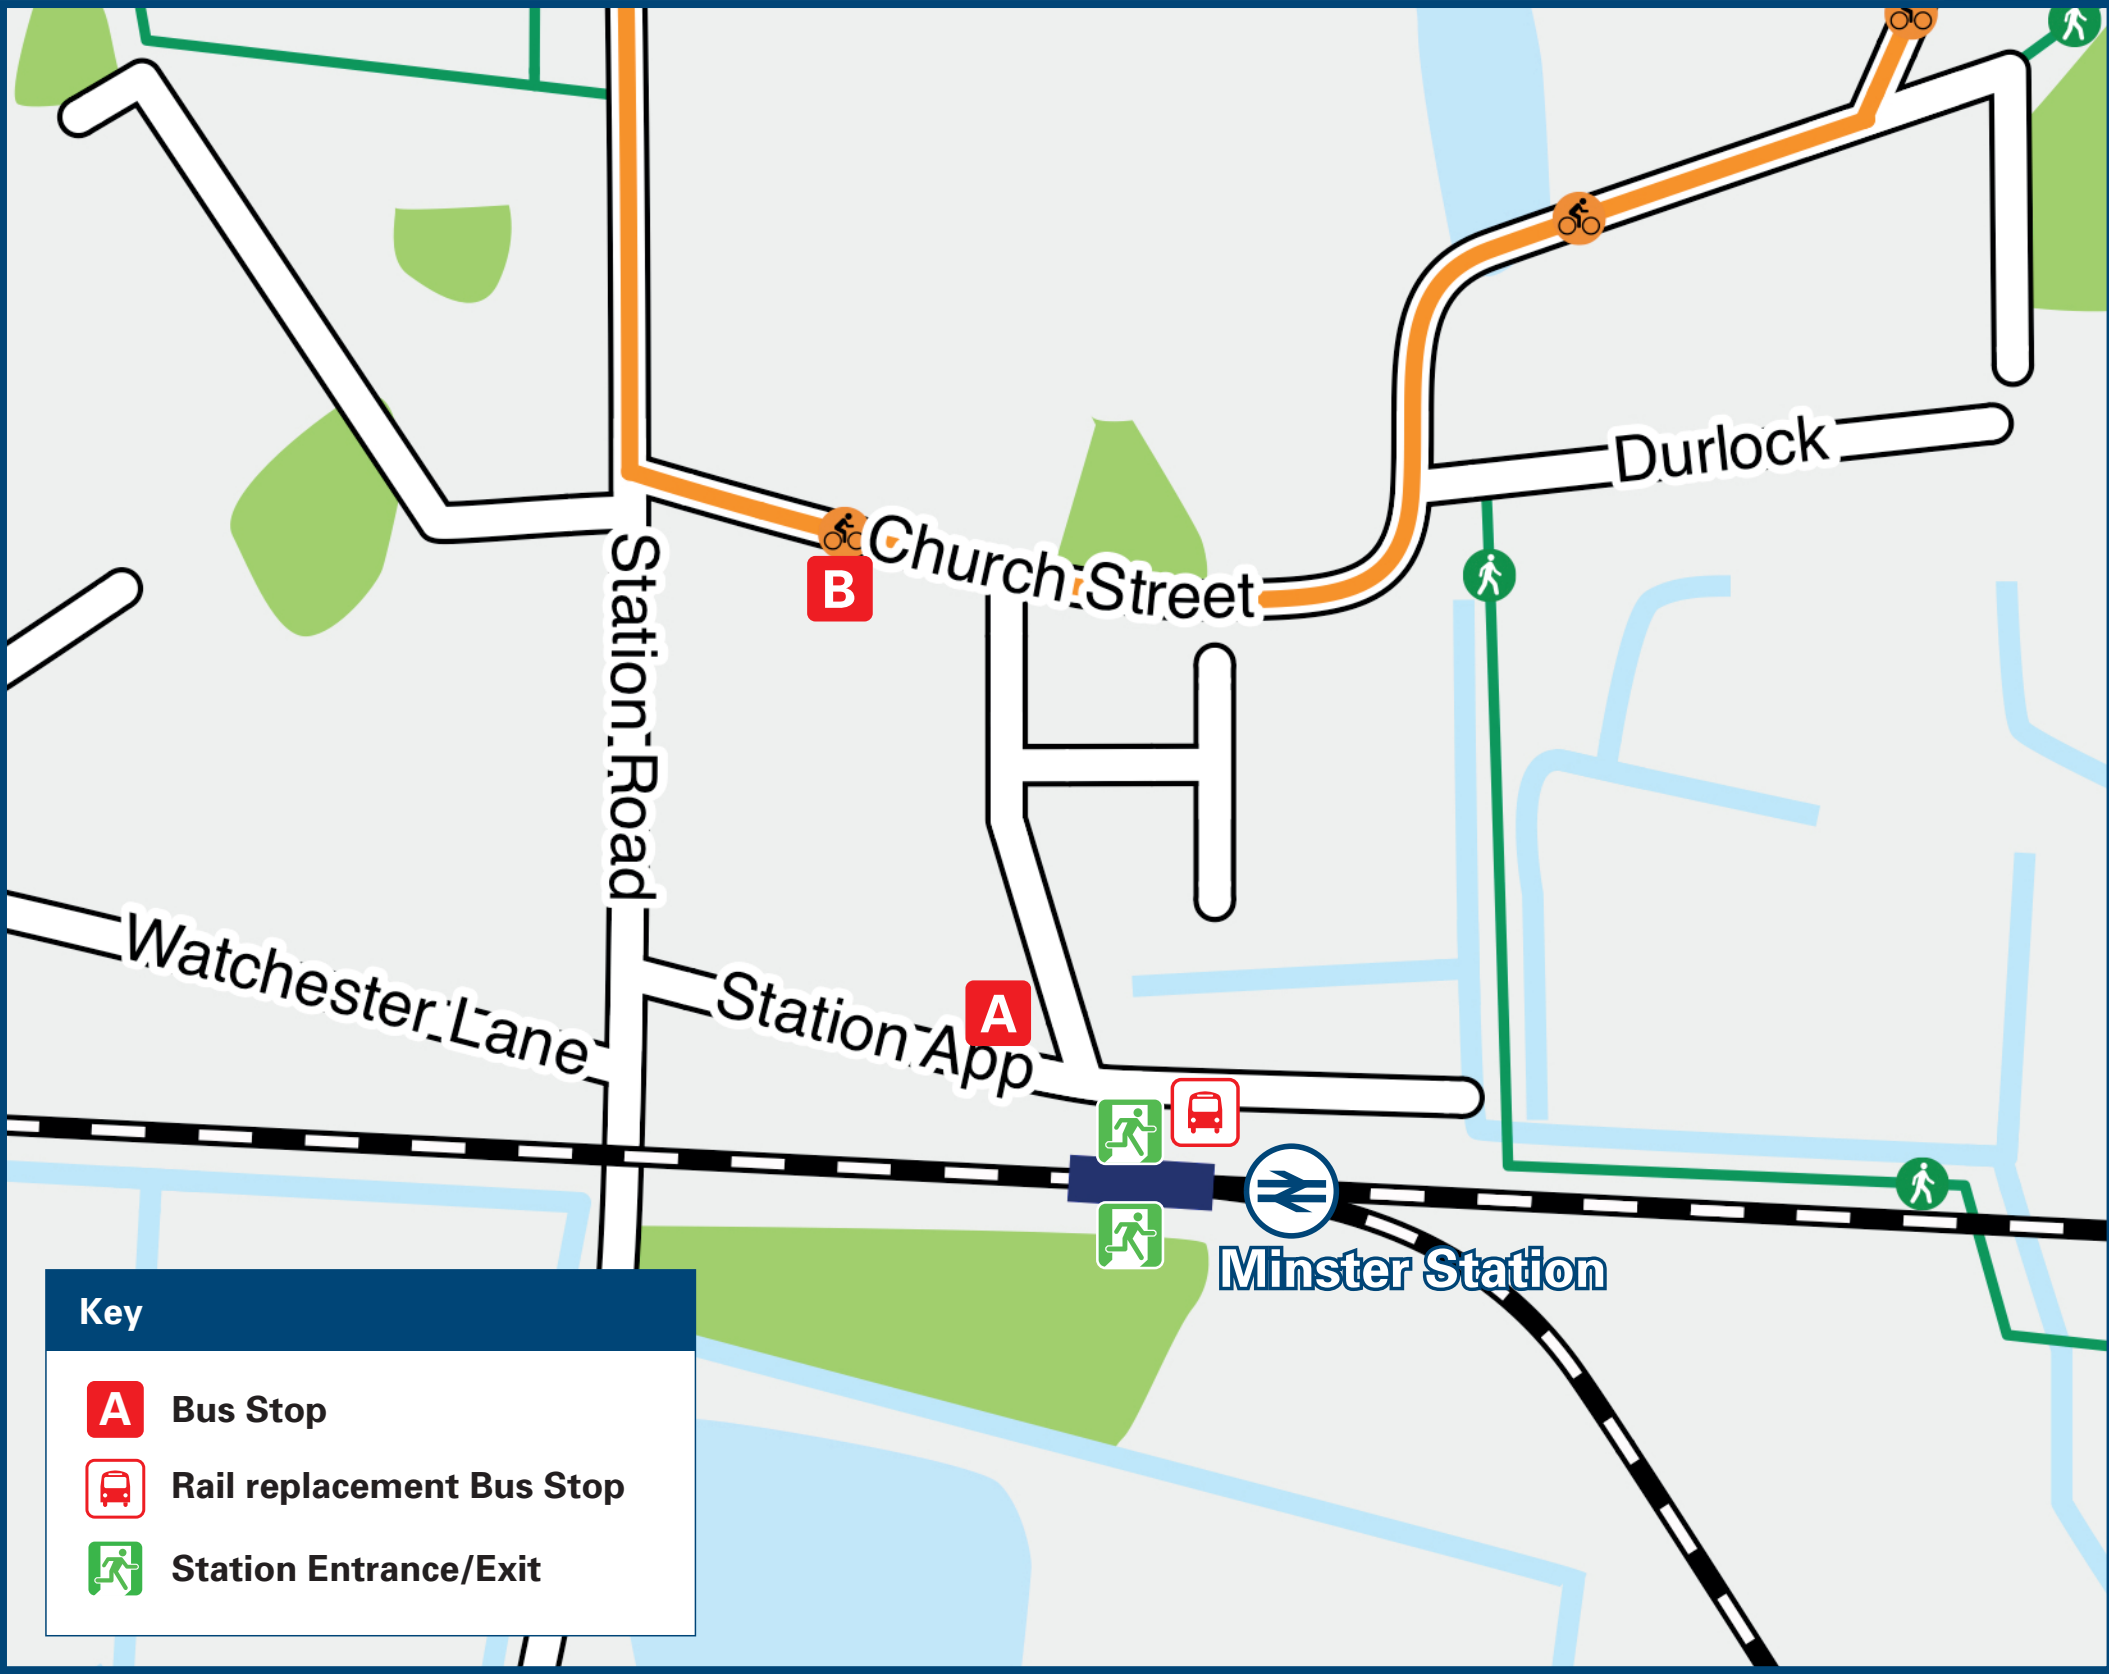 Durlock
Church Street
B
Station Road
Watchester Lane
Station App
A
Minster Station
Key
A Bus Stop
Rail replacement Bus Stop
Station Entrance/Exit